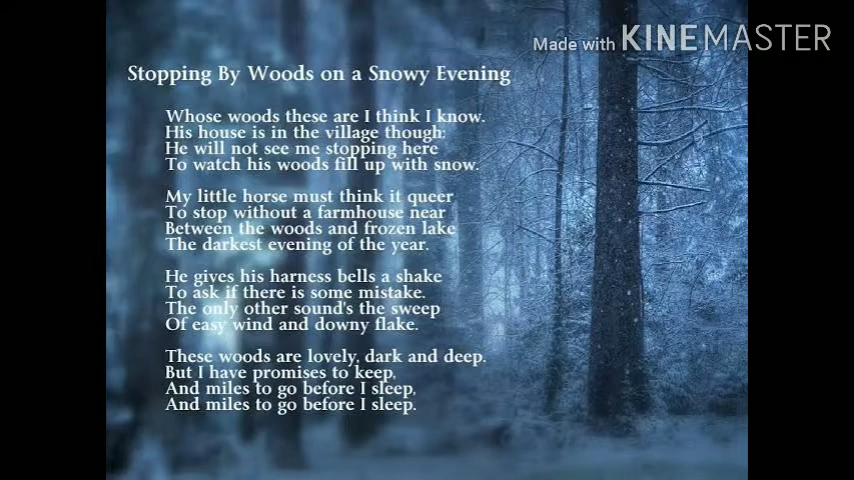 Made with KINEMASTER
Stopping By Woods on a Snowy Evening
Whose woods these are I think I know.
His house is in the village though:
He will not see me stopping here
To watch his woods fill up with snow.
My little horse must think it queer
To stop without a farmhouse near
Between the woods and frozen lake
The darkest evening of the year.
He gives his harness bells a shake
To ask if there is some mistake.
The only other sound's the sweep
Of easy wind and downy flake.
These woods are lovely, dark and deep.
But I have promises to keep,
And miles to go before I sleep,
And miles to go before I sleep.